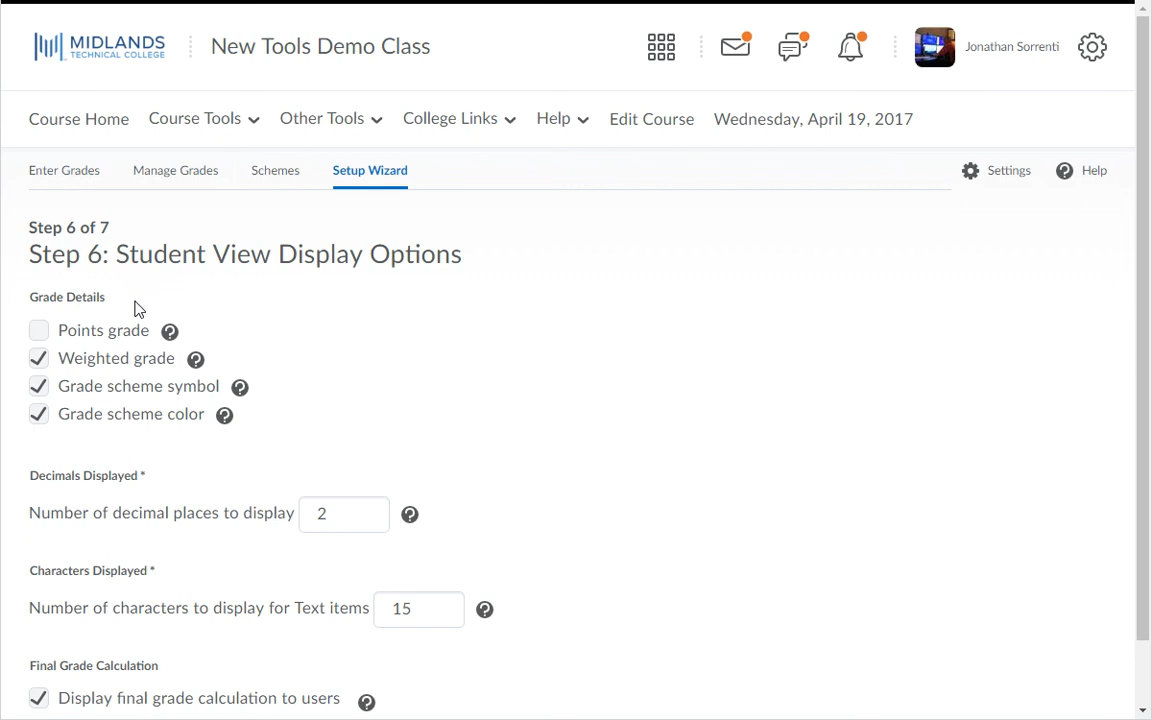 MIDLANDS
TECHNICAL COLLEGE
New Tools Demo Class
Jonathan Sorrenti
Course Home Course Tools Other Tools College Links Help Edit Course Wednesday, April 19, 2017
Enter Grades Manage Grades Schemes Setup Wizard Settings Help
Step 6 of 7
Step 6: Student View Display Options
Grade Details
Points grade
Weighted grade
Grade scheme symbol
Grade scheme color
Decimals Displayed *
Number of decimal places to display 2
Characters Displayed *
Number of characters to display for Text items 15
Final Grade Calculation
Display final grade calculation to users